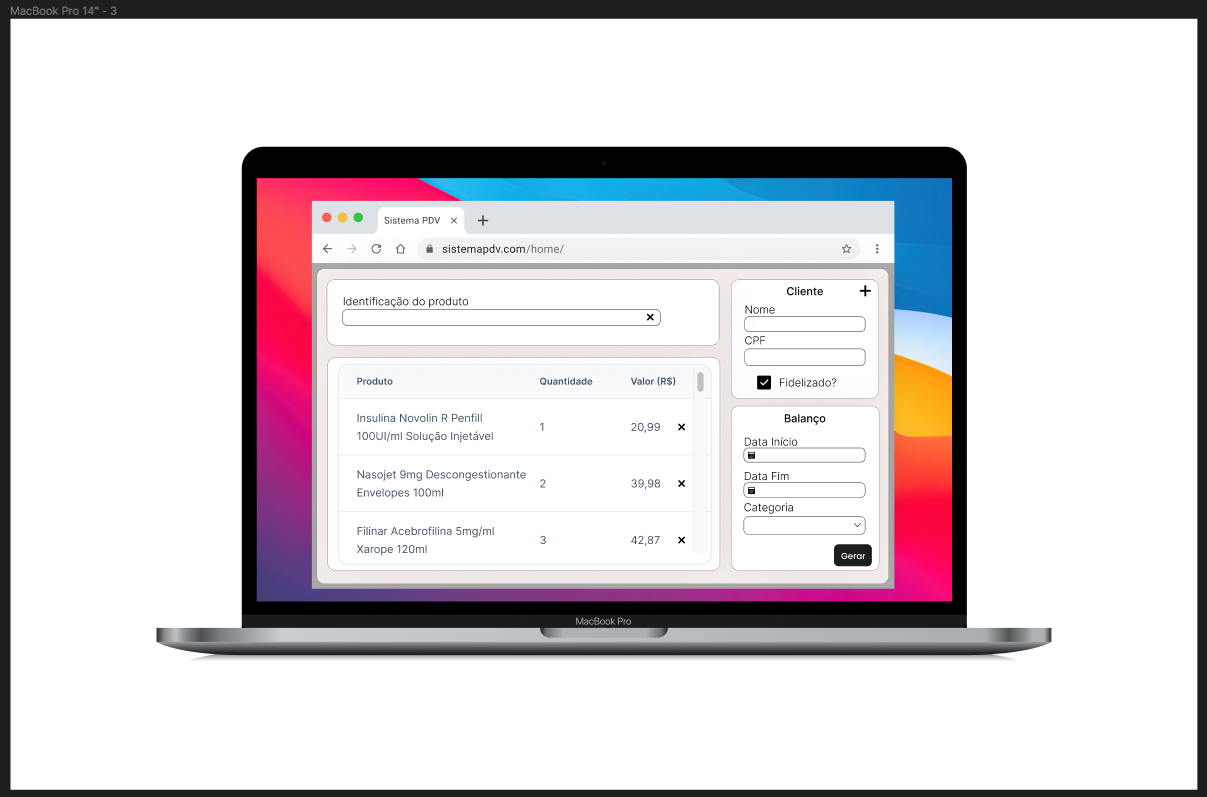 MacBook Pro 14" - 3
Sistema PDV
sistemapdv.com/home/
Identificação do produto
Produto Quantidade Valor (R$)
Insulina Novolin R Penfill
100UI/ml Solução Injetável
1 20,99
Nasojet 9mg Descongestionante
Envelopes 100ml
2 39,98
Filinar Acebrofilina 5mg/ml
Xarope 120ml
3 42,87
Cliente
Nome
CPF
Fidelizado?
Balanço
Data Início
Data Fim
Categoria
Gerar
MacBook Pro